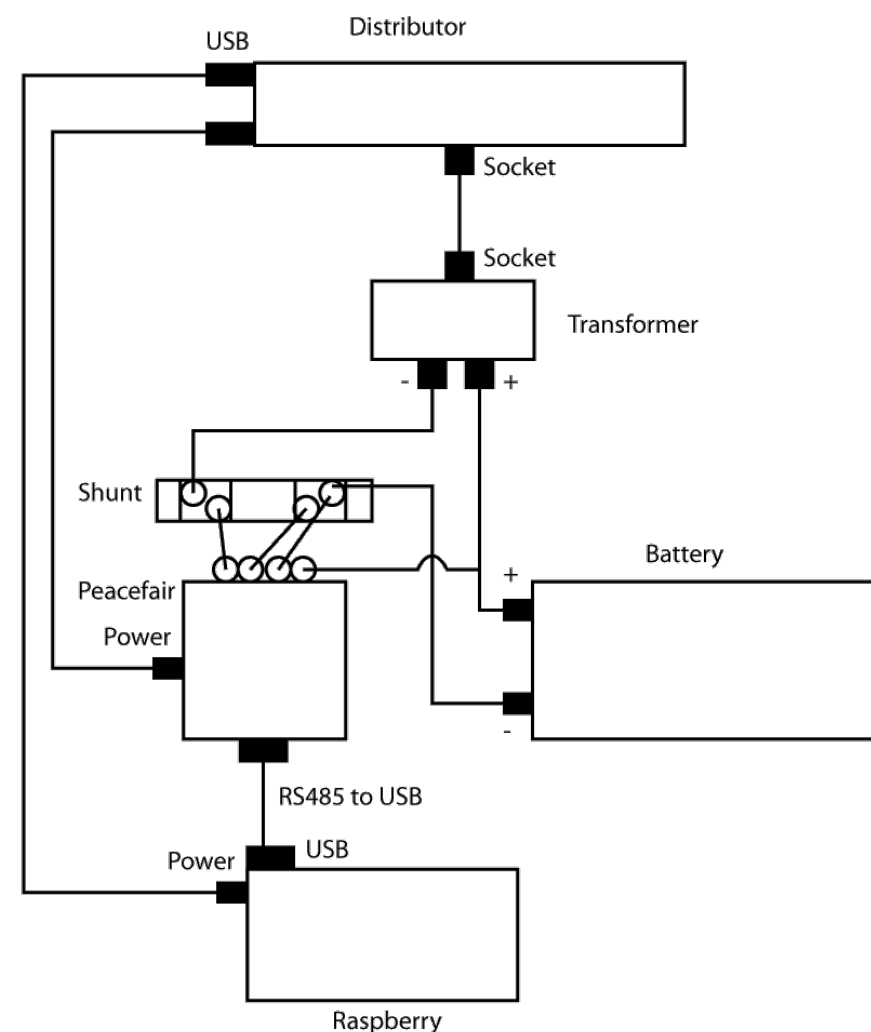 Distributor
USB
Socket
Socket
Transformer
- +
Shunt
Battery
+
Peacefair
Power
-
RS485 to USB
USB
Power
Raspberry